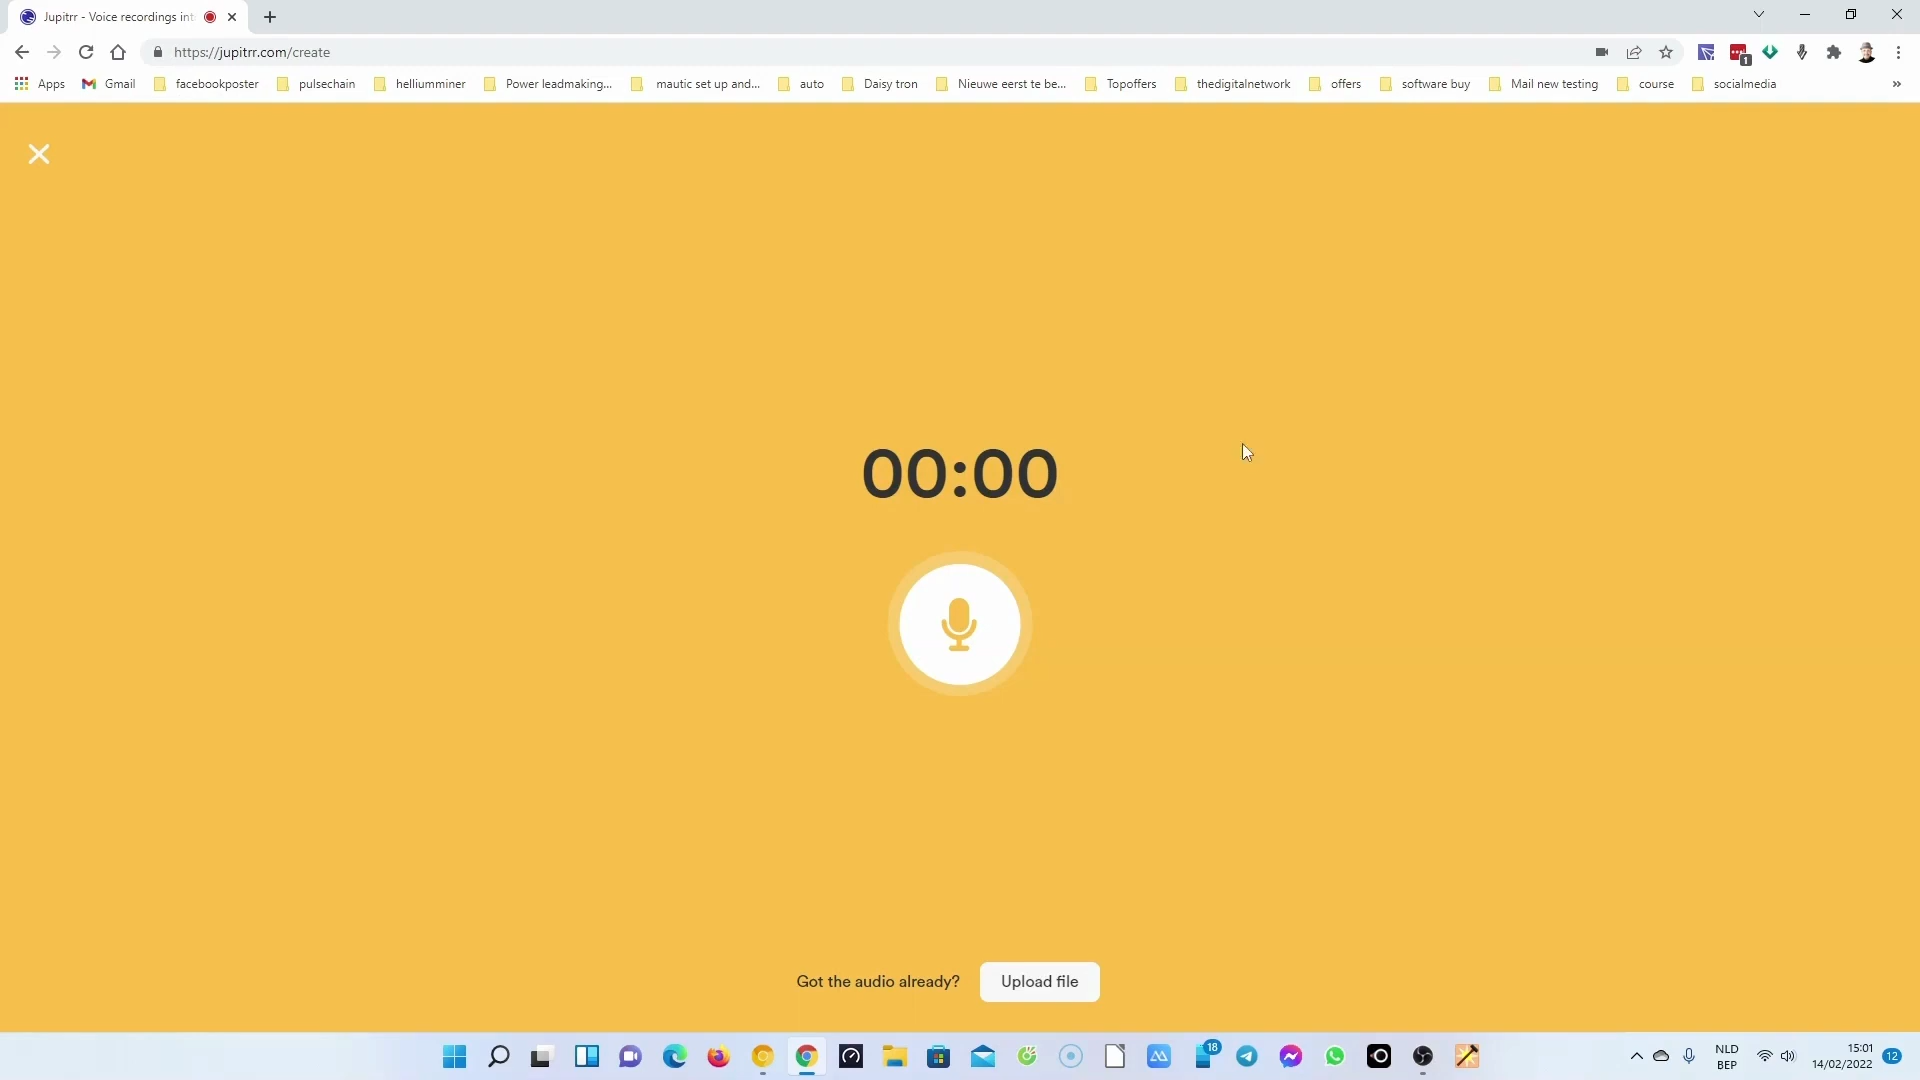 Jupitrr - Voice recordings int
https://jupitrr.com/create
1
Apps Gmail facebookposter pulsechain helliumminer Power leadmaking... mautic set up and... auto Daisy tron Nieuwe eerst te be... Topoffers thedigitalnetwork offers software buy Mail new testing course socialmedia »
00:00
Got the audio already? Upload file
18
NLD
BEP
15:01
14/02/2022
12